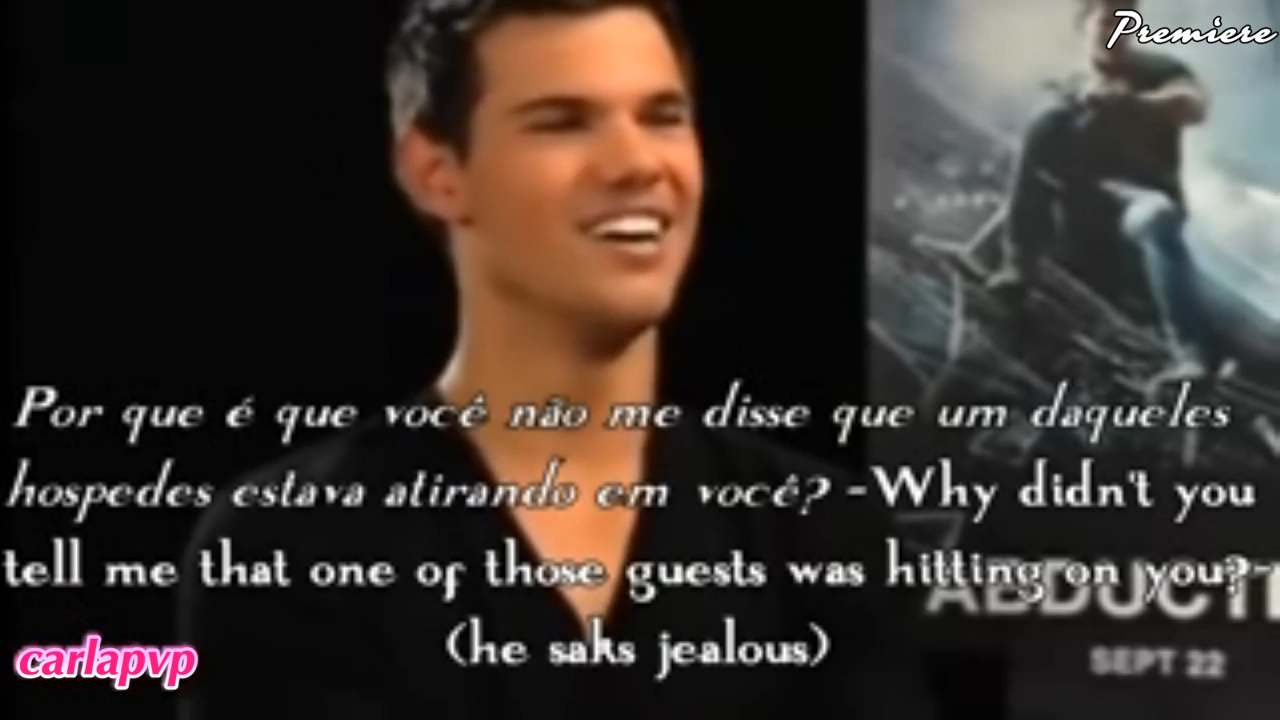 Premiere
Por que é que você não me disse que um daqueles
hospedes estava atirando em você? -Why didn't you
tell me that one of those guests was hitting on you?-
(he saks jealous)
ABDUCTI
SEPT 22
carlapvp